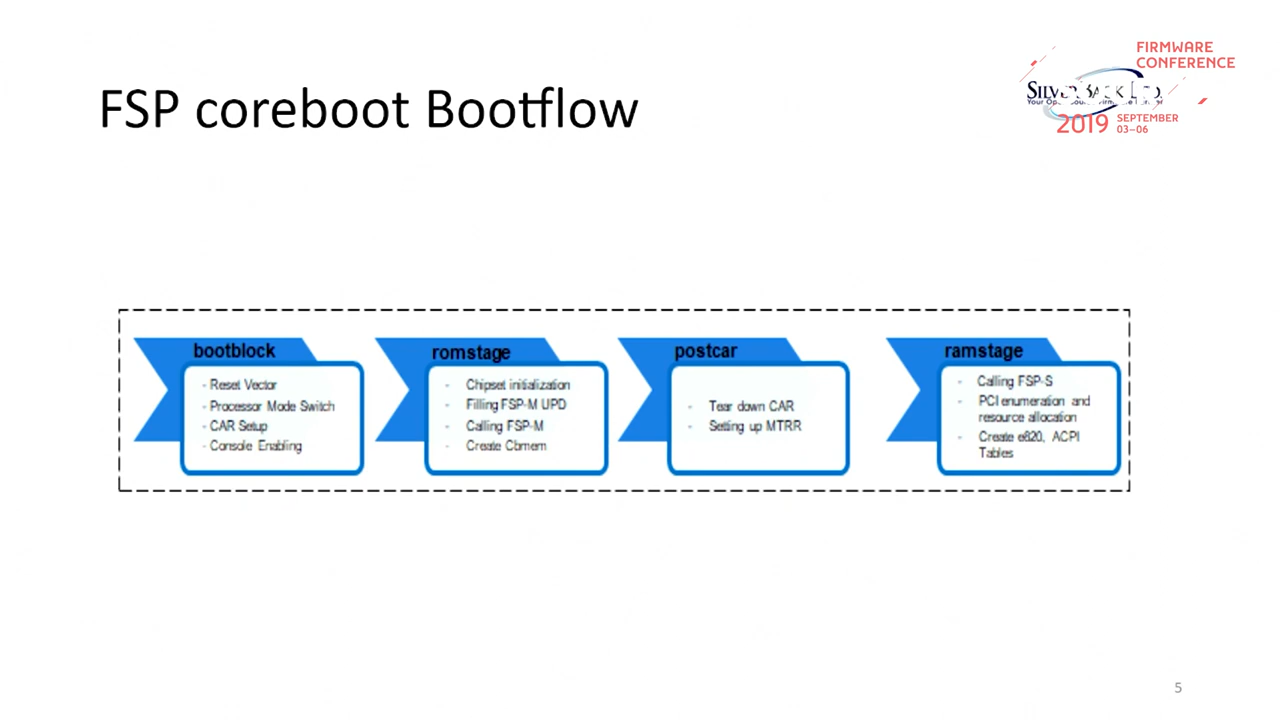 FIRMWARE
CONFERENCE
2019 SEPTEMBER
03–06
FSP coreboot Bootflow
bootblock
- Reset Vector
- Processor Mode Switch
- CAR Setup
- Console Enabling
romstage
- Chipset initialization
- Filling FSP-M UPD
- Calling FSP-M
- Create Cbmem
postcar
- Tear down CAR
- Setting up MTRR
ramstage
- Calling FSP-S
- PCI enumeration and
resource allocation
- Create e820, ACPI
Tables
5